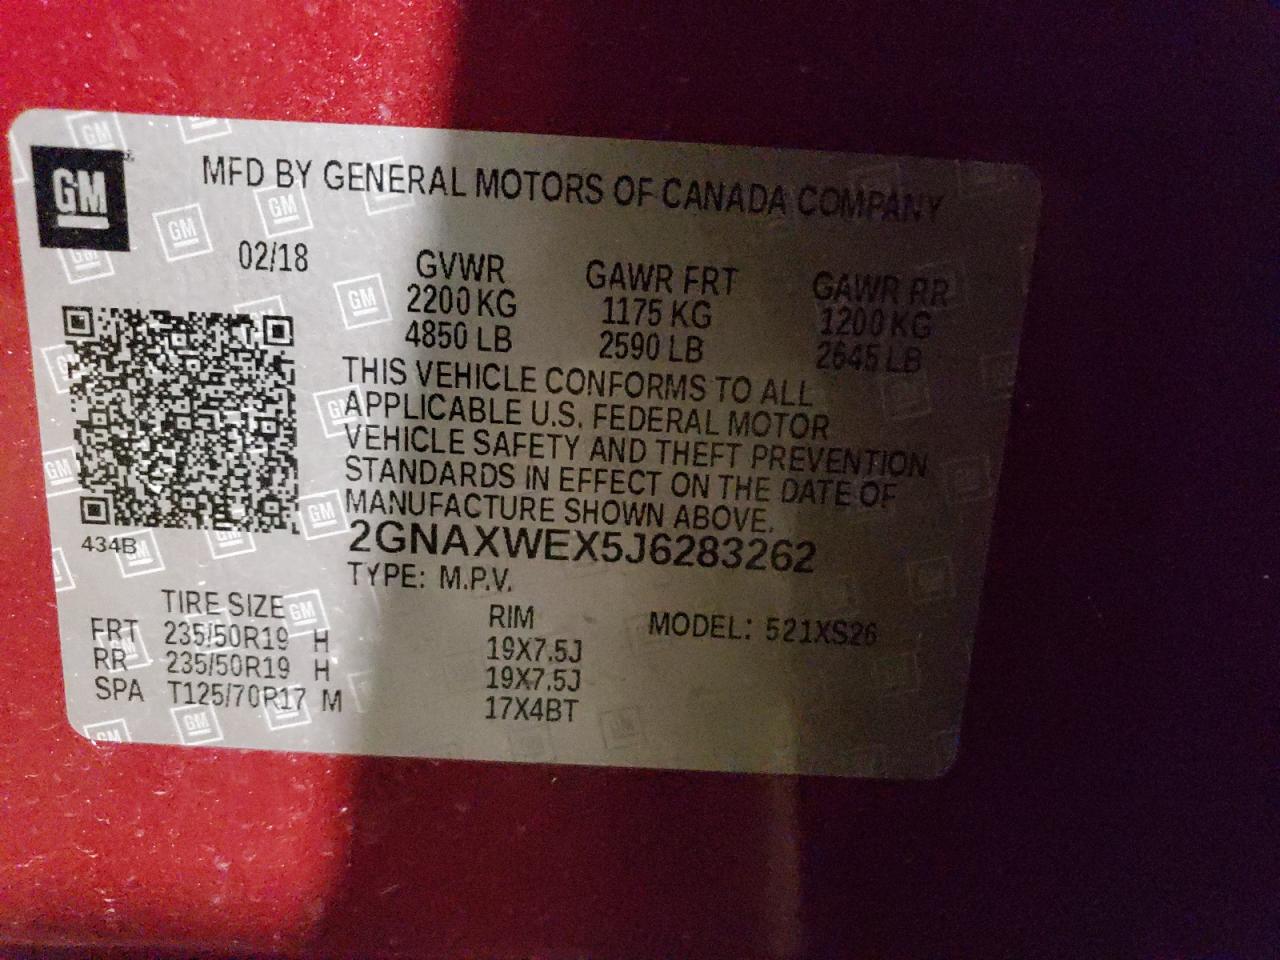 GM
MFD BY GENERAL MOTORS OF CANADA COMPANY
02/18 GVWR GAWR FRT GAWR RR
2200 KG 1175 KG 1200 KG
4850 LB 2590 LB 2645 LB
THIS VEHICLE CONFORMS TO ALL
APPLICABLE U.S. FEDERAL MOTOR
VEHICLE SAFETY AND THEFT PREVENTION
STANDARDS IN EFFECT ON THE DATE OF
MANUFACTURE SHOWN ABOVE.
434B
2GNAXWEX5J6283262
TYPE: M.P.V.
TIRE SIZE RIM MODEL: 521XS26
FRT 235/50R19 H 19X7.5J
RR 235/50R19 H 19X7.5J
SPA T125/70R17 M 17X4BT